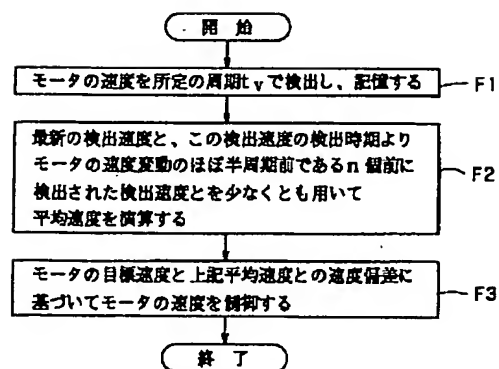 開始
モータの速度を所定の周期tvで検出し、記憶する
F1
最新の検出速度と、この検出速度の検出時期より
モータの速度変動のほぼ半周期前であるn個前に
検出された検出速度とを少なくとも用いて
平均速度を演算する
F2
モータの目標速度と上記平均速度との速度偏差に
基づいてモータの速度を制御する
F3
終了